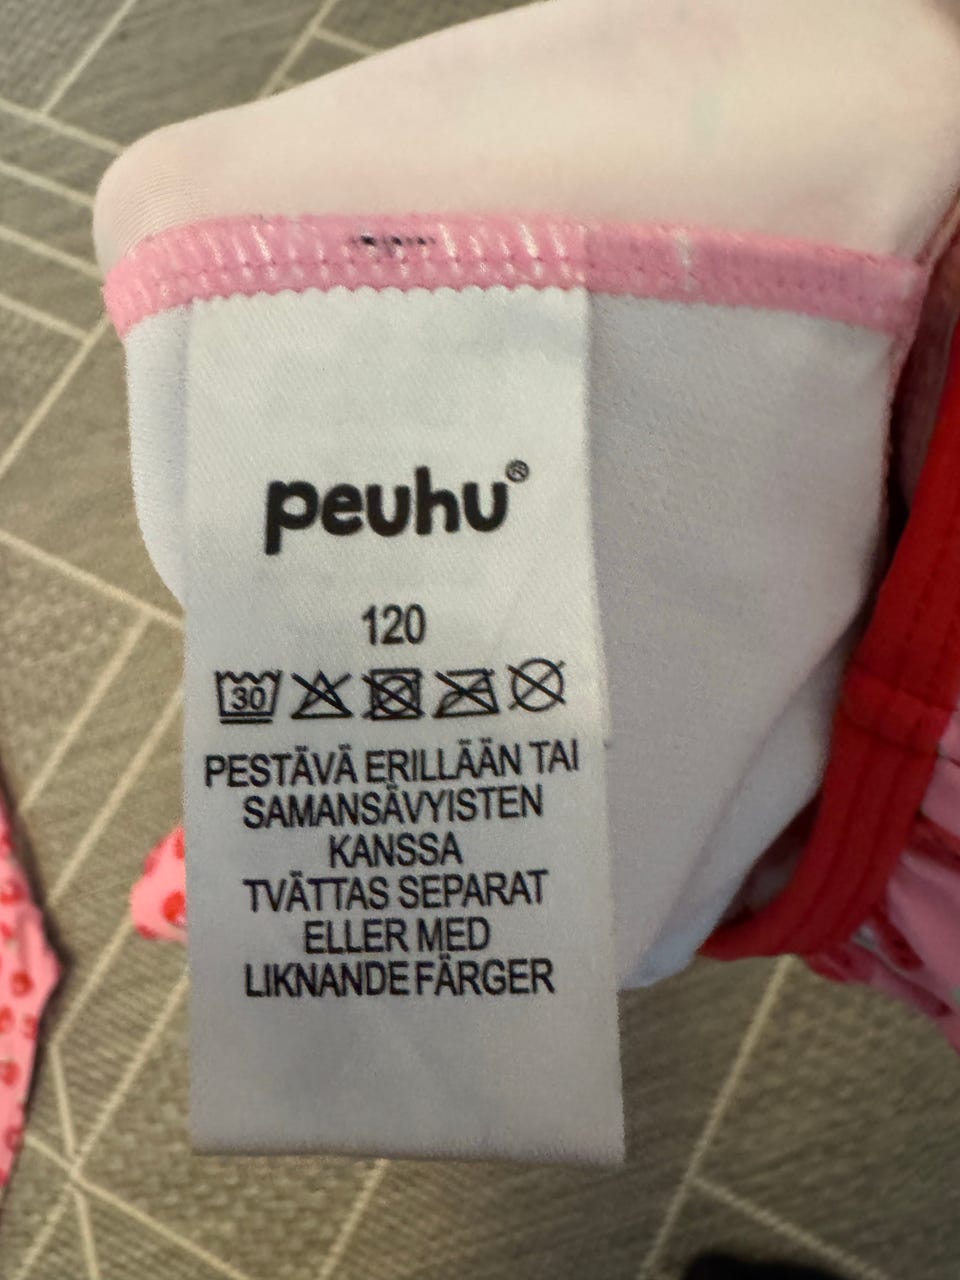 peuhu®
120
30
PESTÄVÄ ERILLÄÄN TAI
SAMANSÄVYISTEN
KANSSA
TVÄTTAS SEPARAT
ELLER MED
LIKNANDE FÄRGER